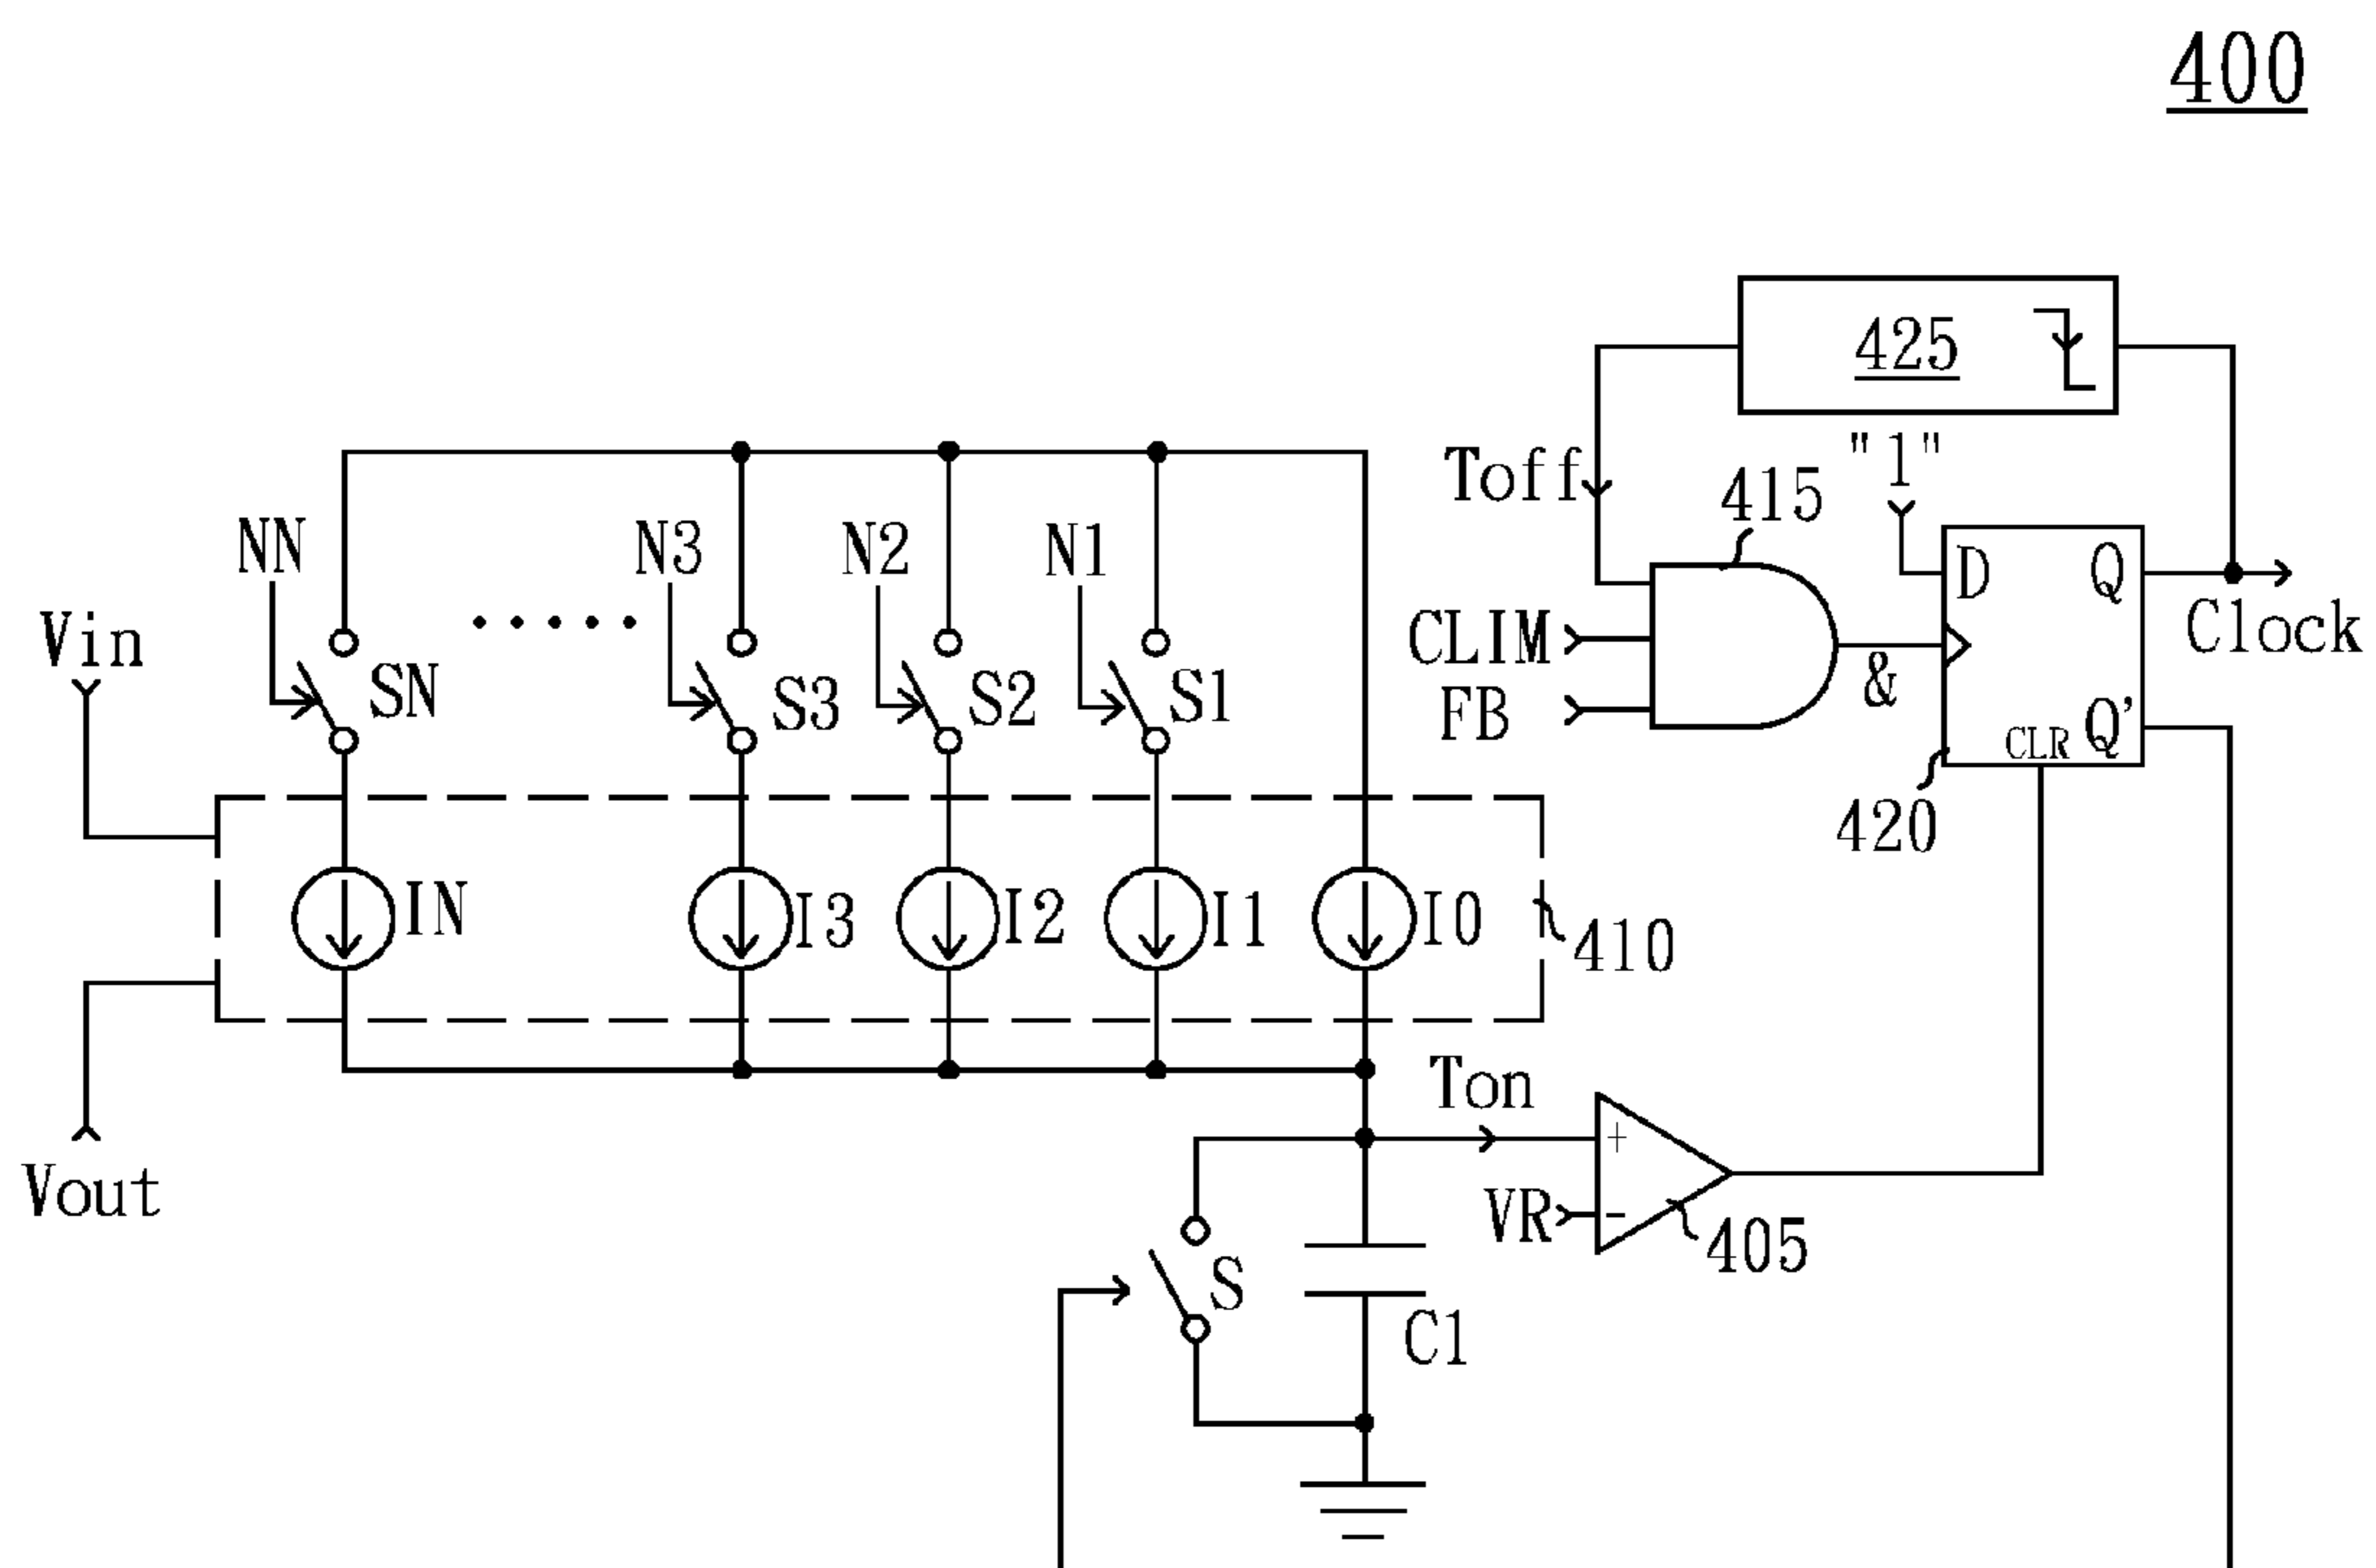 400
425
Toff
"1"
415
NN
N3
N2
N1
D
Q
Vin
CLIM
Clock
SN
S3
S2
S1
FB
&
CLR
Q'
420
IN
I3
I2
I1
I0
410
Ton
+
Vout
VR
-
405
S
C1